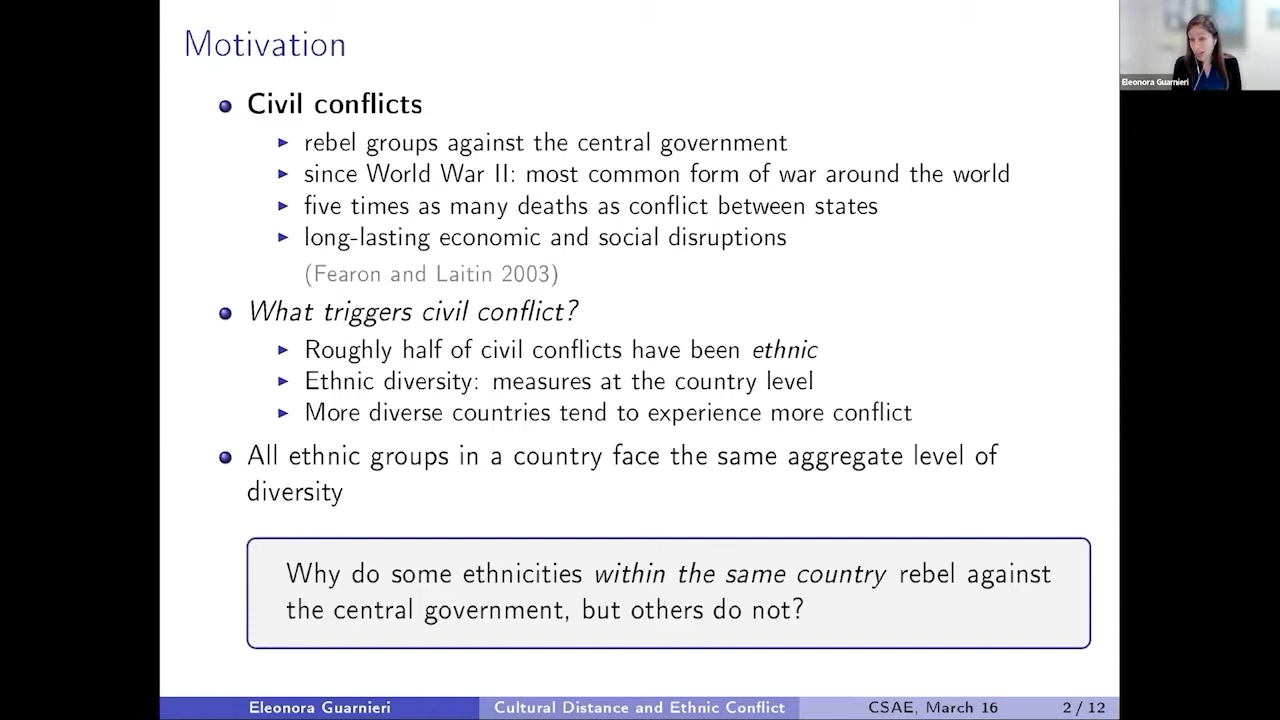 Motivation
Civil conflicts
rebel groups against the central government
since World War II: most common form of war around the world
five times as many deaths as conflict between states
long-lasting economic and social disruptions
(Fearon and Laitin 2003)
What triggers civil conflict?
Roughly half of civil conflicts have been ethnic
Ethnic diversity: measures at the country level
More diverse countries tend to experience more conflict
All ethnic groups in a country face the same aggregate level of
diversity
Why do some ethnicities within the same country rebel against
the central government, but others do not?
Eleonora Guarnieri
Cultural Distance and Ethnic Conflict
CSAE, March 16
2 / 12
Eleonora Guarnieri